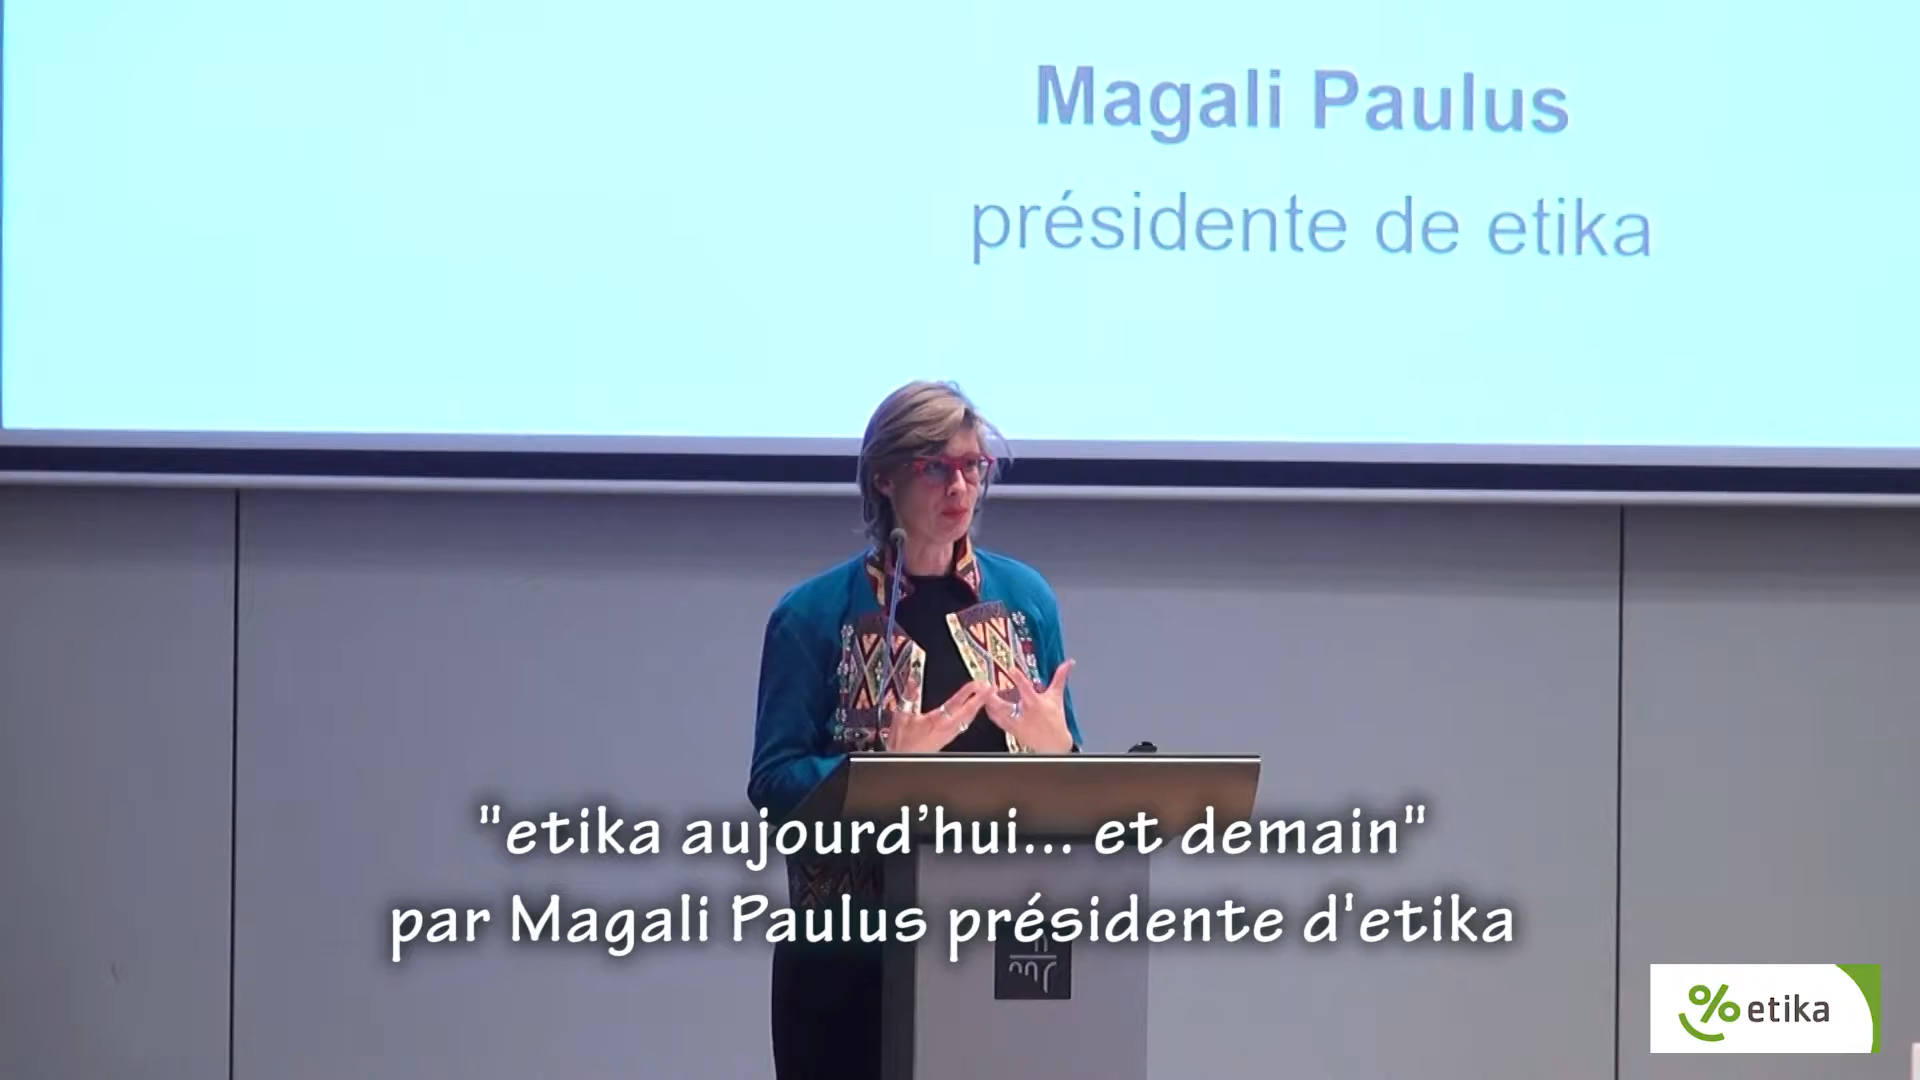 Magali Paulus
présidente de etika
"etika aujourd’hui... et demain"
par Magali Paulus présidente d'etika
% etika